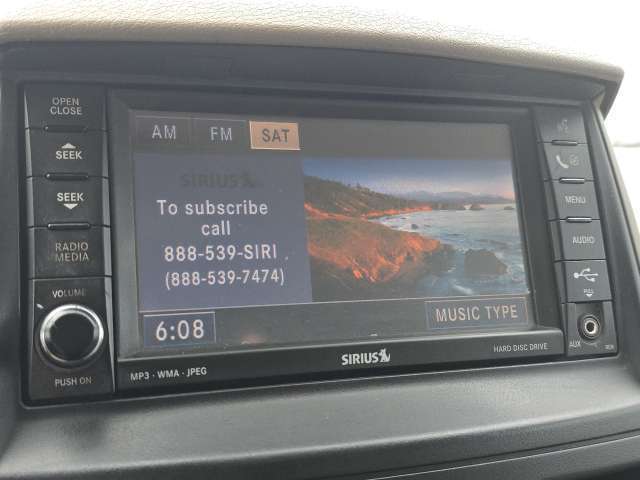 OPEN
CLOSE
SEEK
SEEK
RADIO
MEDIA
VOLUME
PUSH ON
AM FM SAT
SIRIUS
To subscribe
call
888-539-SIRI
(888-539-7474)
6:08
MUSIC TYPE
MP3 · WMA · JPEG
SIRIUS
HARD DISC DRIVE
MENU
AUDIO
PULL
AUX